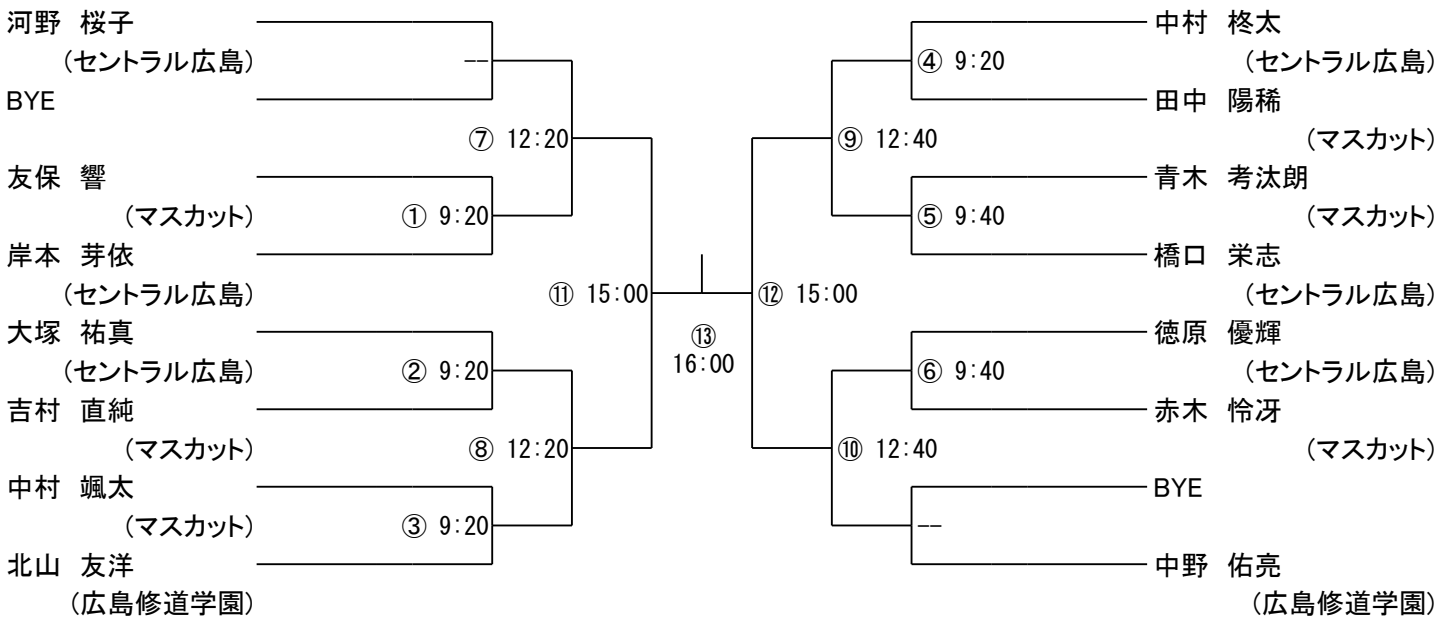 河野 桜子
(セントラル広島)
--
BYE
⑦ 12:20
友保 響
(マスカット)
① 9:20
岸本 芽依
(セントラル広島)
⑪ 15:00
大塚 祐真
(セントラル広島)
② 9:20
吉村 直純
(マスカット)
⑧ 12:20
中村 颯太
(マスカット)
③ 9:20
北山 友洋
(広島修道学園)
⑬
16:00
中村 柊太
④ 9:20
(セントラル広島)
田中 陽稀
⑨ 12:40
(マスカット)
青木 考汰朗
⑤ 9:40
(マスカット)
橋口 栄志
⑫ 15:00
(セントラル広島)
徳原 優輝
⑥ 9:40
(セントラル広島)
赤木 怜冴
⑩ 12:40
(マスカット)
BYE
--
中野 佑亮
(広島修道学園)